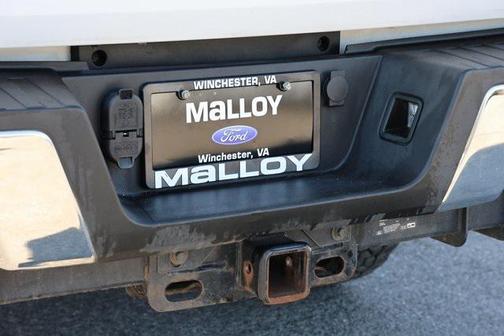 WINCHESTER, VA
MALLOY
Ford
Winchester, VA
MALLOY